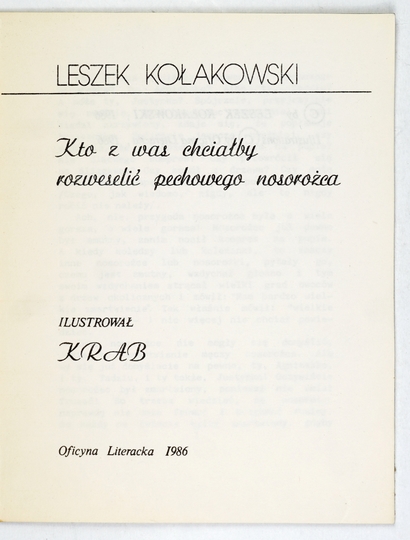 LESZEK KOŁAKOWSKI
Kto z was chciałby
rozweselić pechowego nosorożca
ILUSTROWAŁ
KRAB
Oficyna Literacka 1986